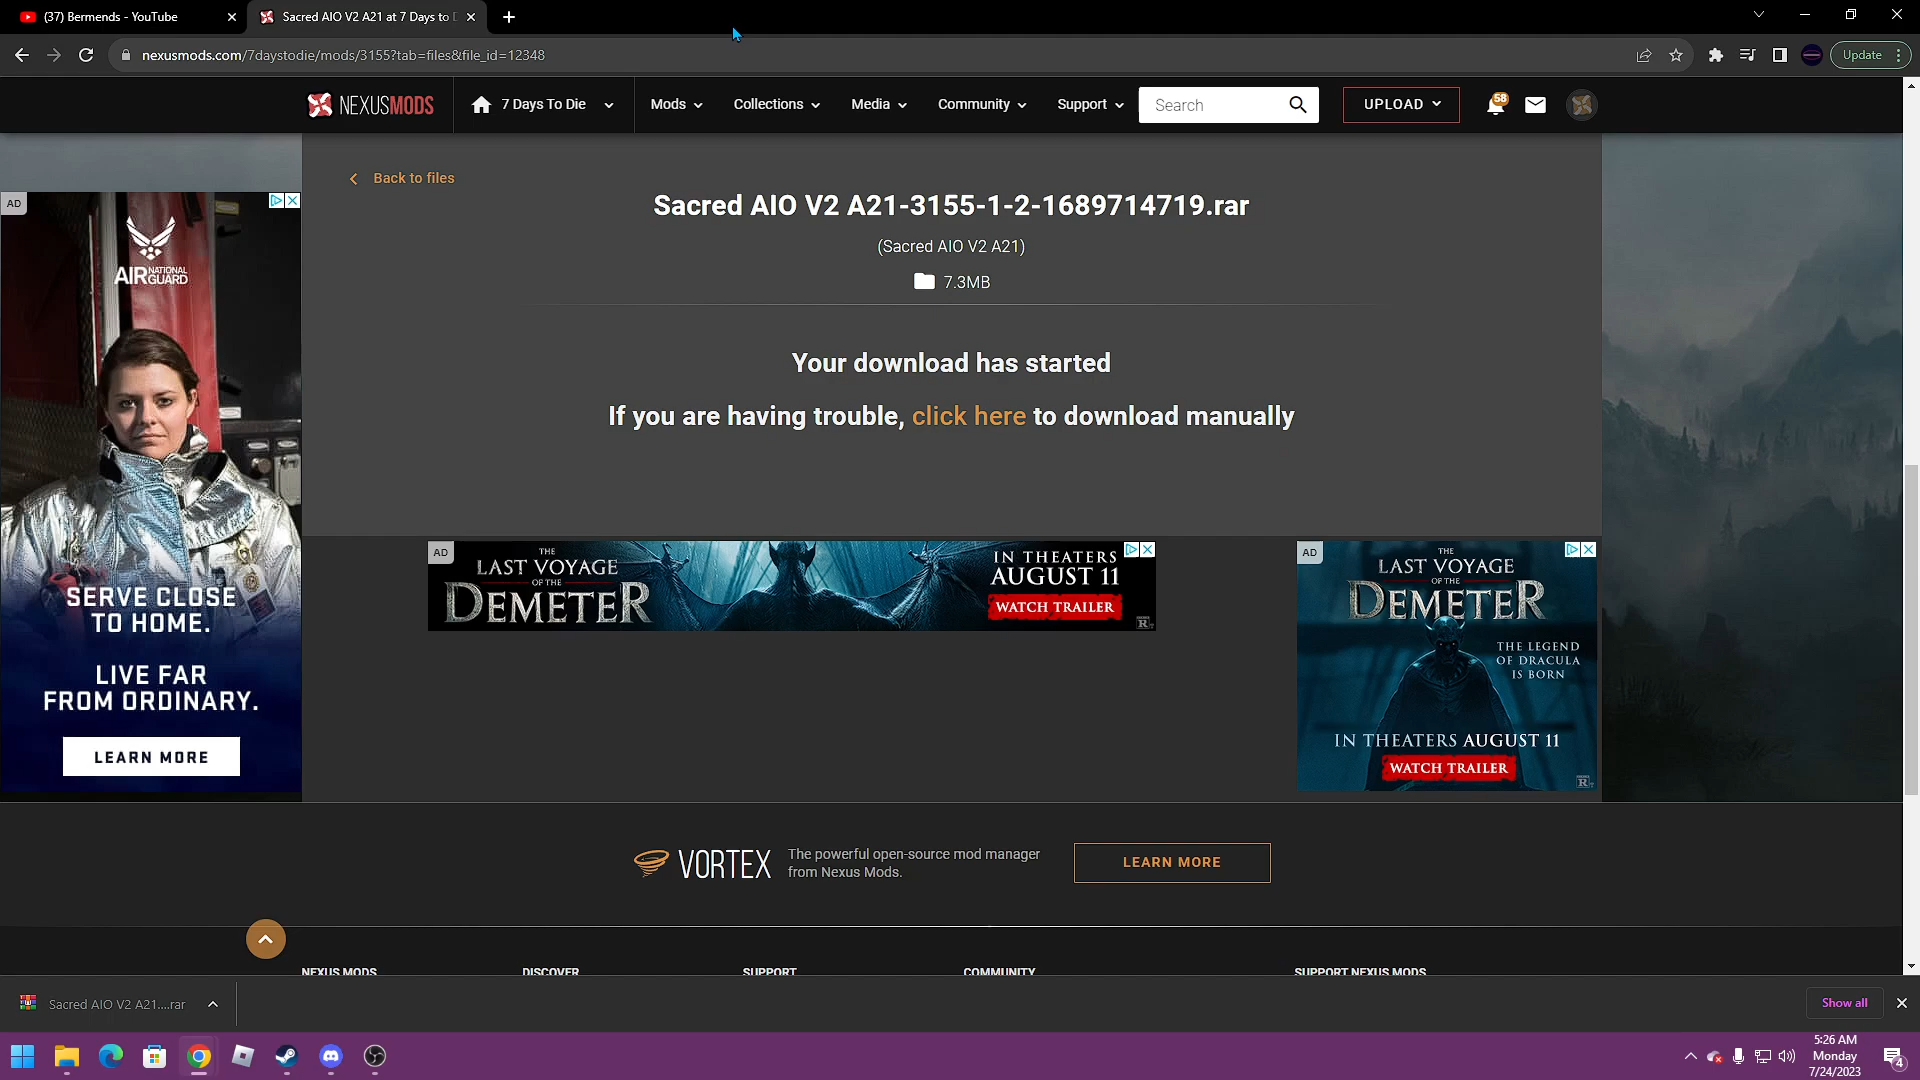 (37) Bermends - YouTube
Sacred AIO V2 A21 at 7 Days to D
nexusmods.com/7daystodie/mods/3155?tab=files&file_id=12348
Update
NEXUSMODS
7 Days To Die
Mods
Collections
Media
Community
Support
Search
UPLOAD
58
Back to files
Sacred AIO V2 A21-3155-1-2-1689714719.rar
(Sacred AIO V2 A21)
7.3MB
Your download has started
If you are having trouble, click here to download manually
AD
AIR NATIONAL GUARD
SERVE CLOSE
TO HOME.
LIVE FAR
FROM ORDINARY.
LEARN MORE
AD
THE
LAST VOYAGE
OF THE
DEMETER
IN THEATERS
AUGUST 11
WATCH TRAILER
R
AD
THE
LAST VOYAGE
OF THE
DEMETER
THE LEGEND
OF DRACULA
IS BORN
IN THEATERS AUGUST 11
WATCH TRAILER
R
VORTEX
The powerful open-source mod manager
from Nexus Mods.
LEARN MORE
NEXUS MODS
DISCOVER
SUPPORT
COMMUNITY
SUPPORT NEXUS MODS
Sacred AIO V2 A21....rar
Show all
5:26 AM
Monday
7/24/2023
4